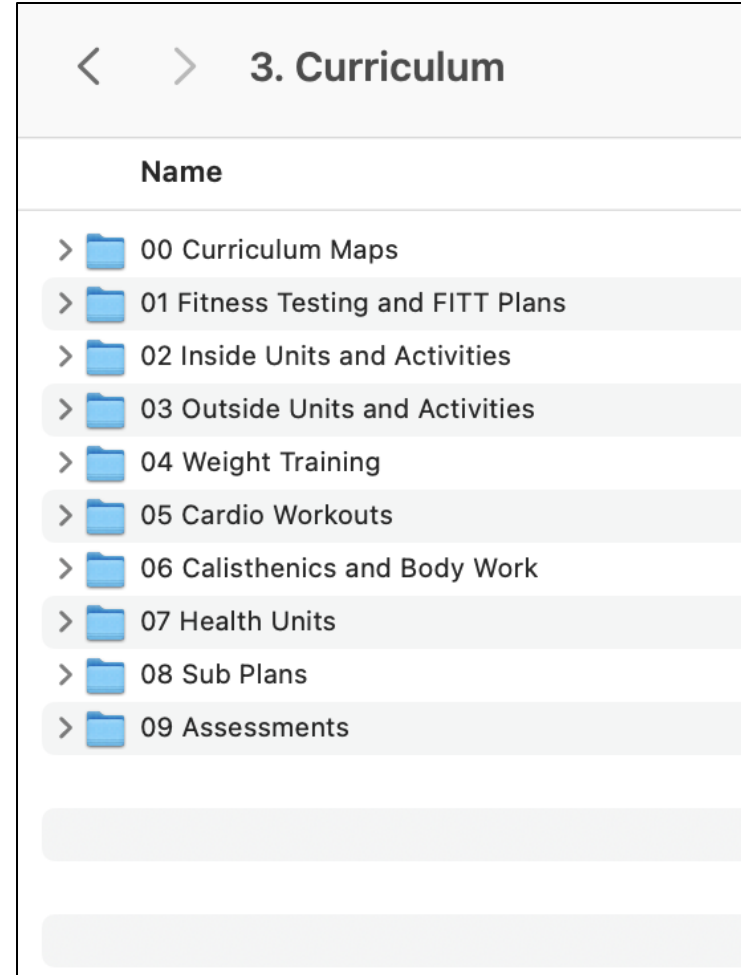 3. Curriculum
Name
00 Curriculum Maps
01 Fitness Testing and FITT Plans
02 Inside Units and Activities
03 Outside Units and Activities
04 Weight Training
05 Cardio Workouts
06 Calisthenics and Body Work
07 Health Units
08 Sub Plans
09 Assessments